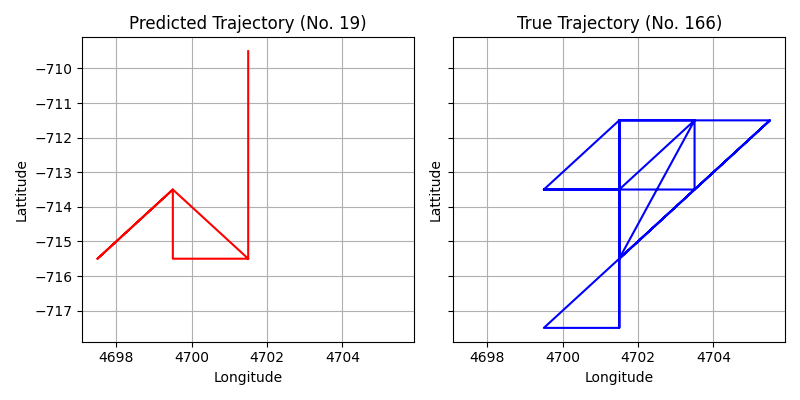 Predicted Trajectory (No. 19)
True Trajectory (No. 166)
Lattitude
−710
−711
−712
−713
−714
−715
−716
−717
4698
4700
4702
4704
Longitude
Lattitude
4698
4700
4702
4704
Longitude